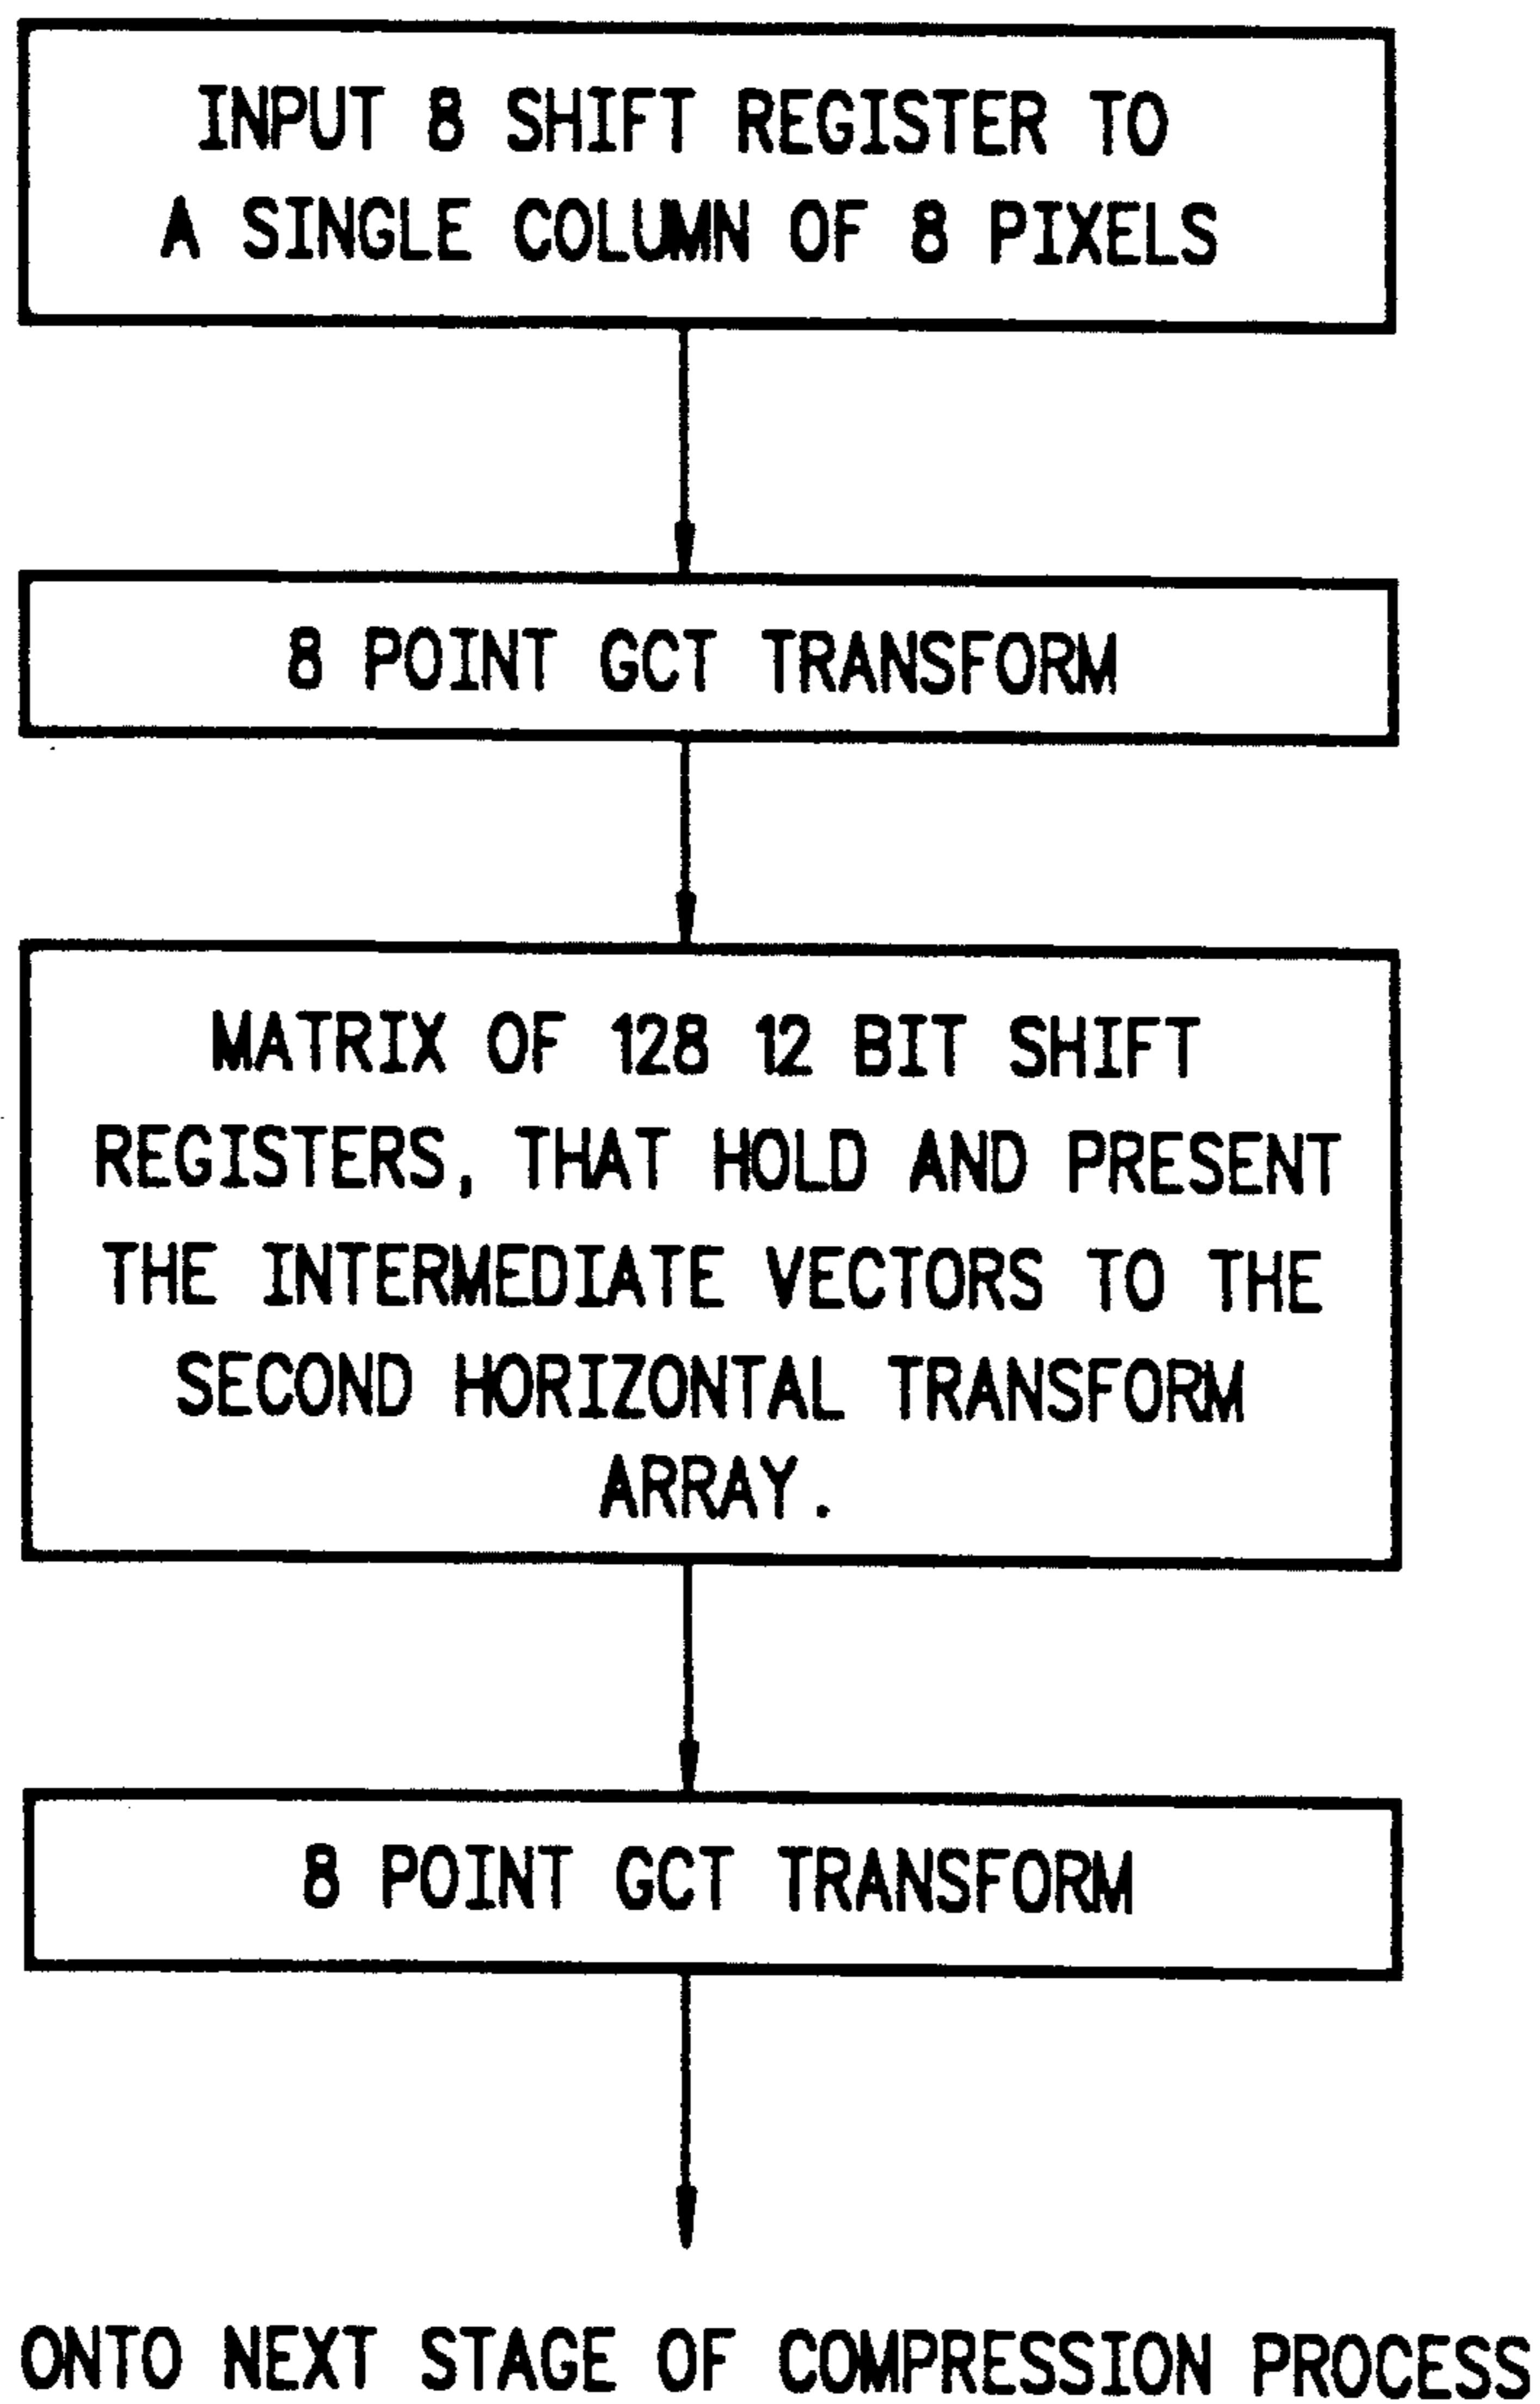 INPUT 8 SHIFT REGISTER TO
A SINGLE COLUMN OF 8 PIXELS
8 POINT GCT TRANSFORM
MATRIX OF 128 12 BIT SHIFT
REGISTERS, THAT HOLD AND PRESENT
THE INTERMEDIATE VECTORS TO THE
SECOND HORIZONTAL TRANSFORM
ARRAY.
8 POINT GCT TRANSFORM
ONTO NEXT STAGE OF COMPRESSION PROCESS